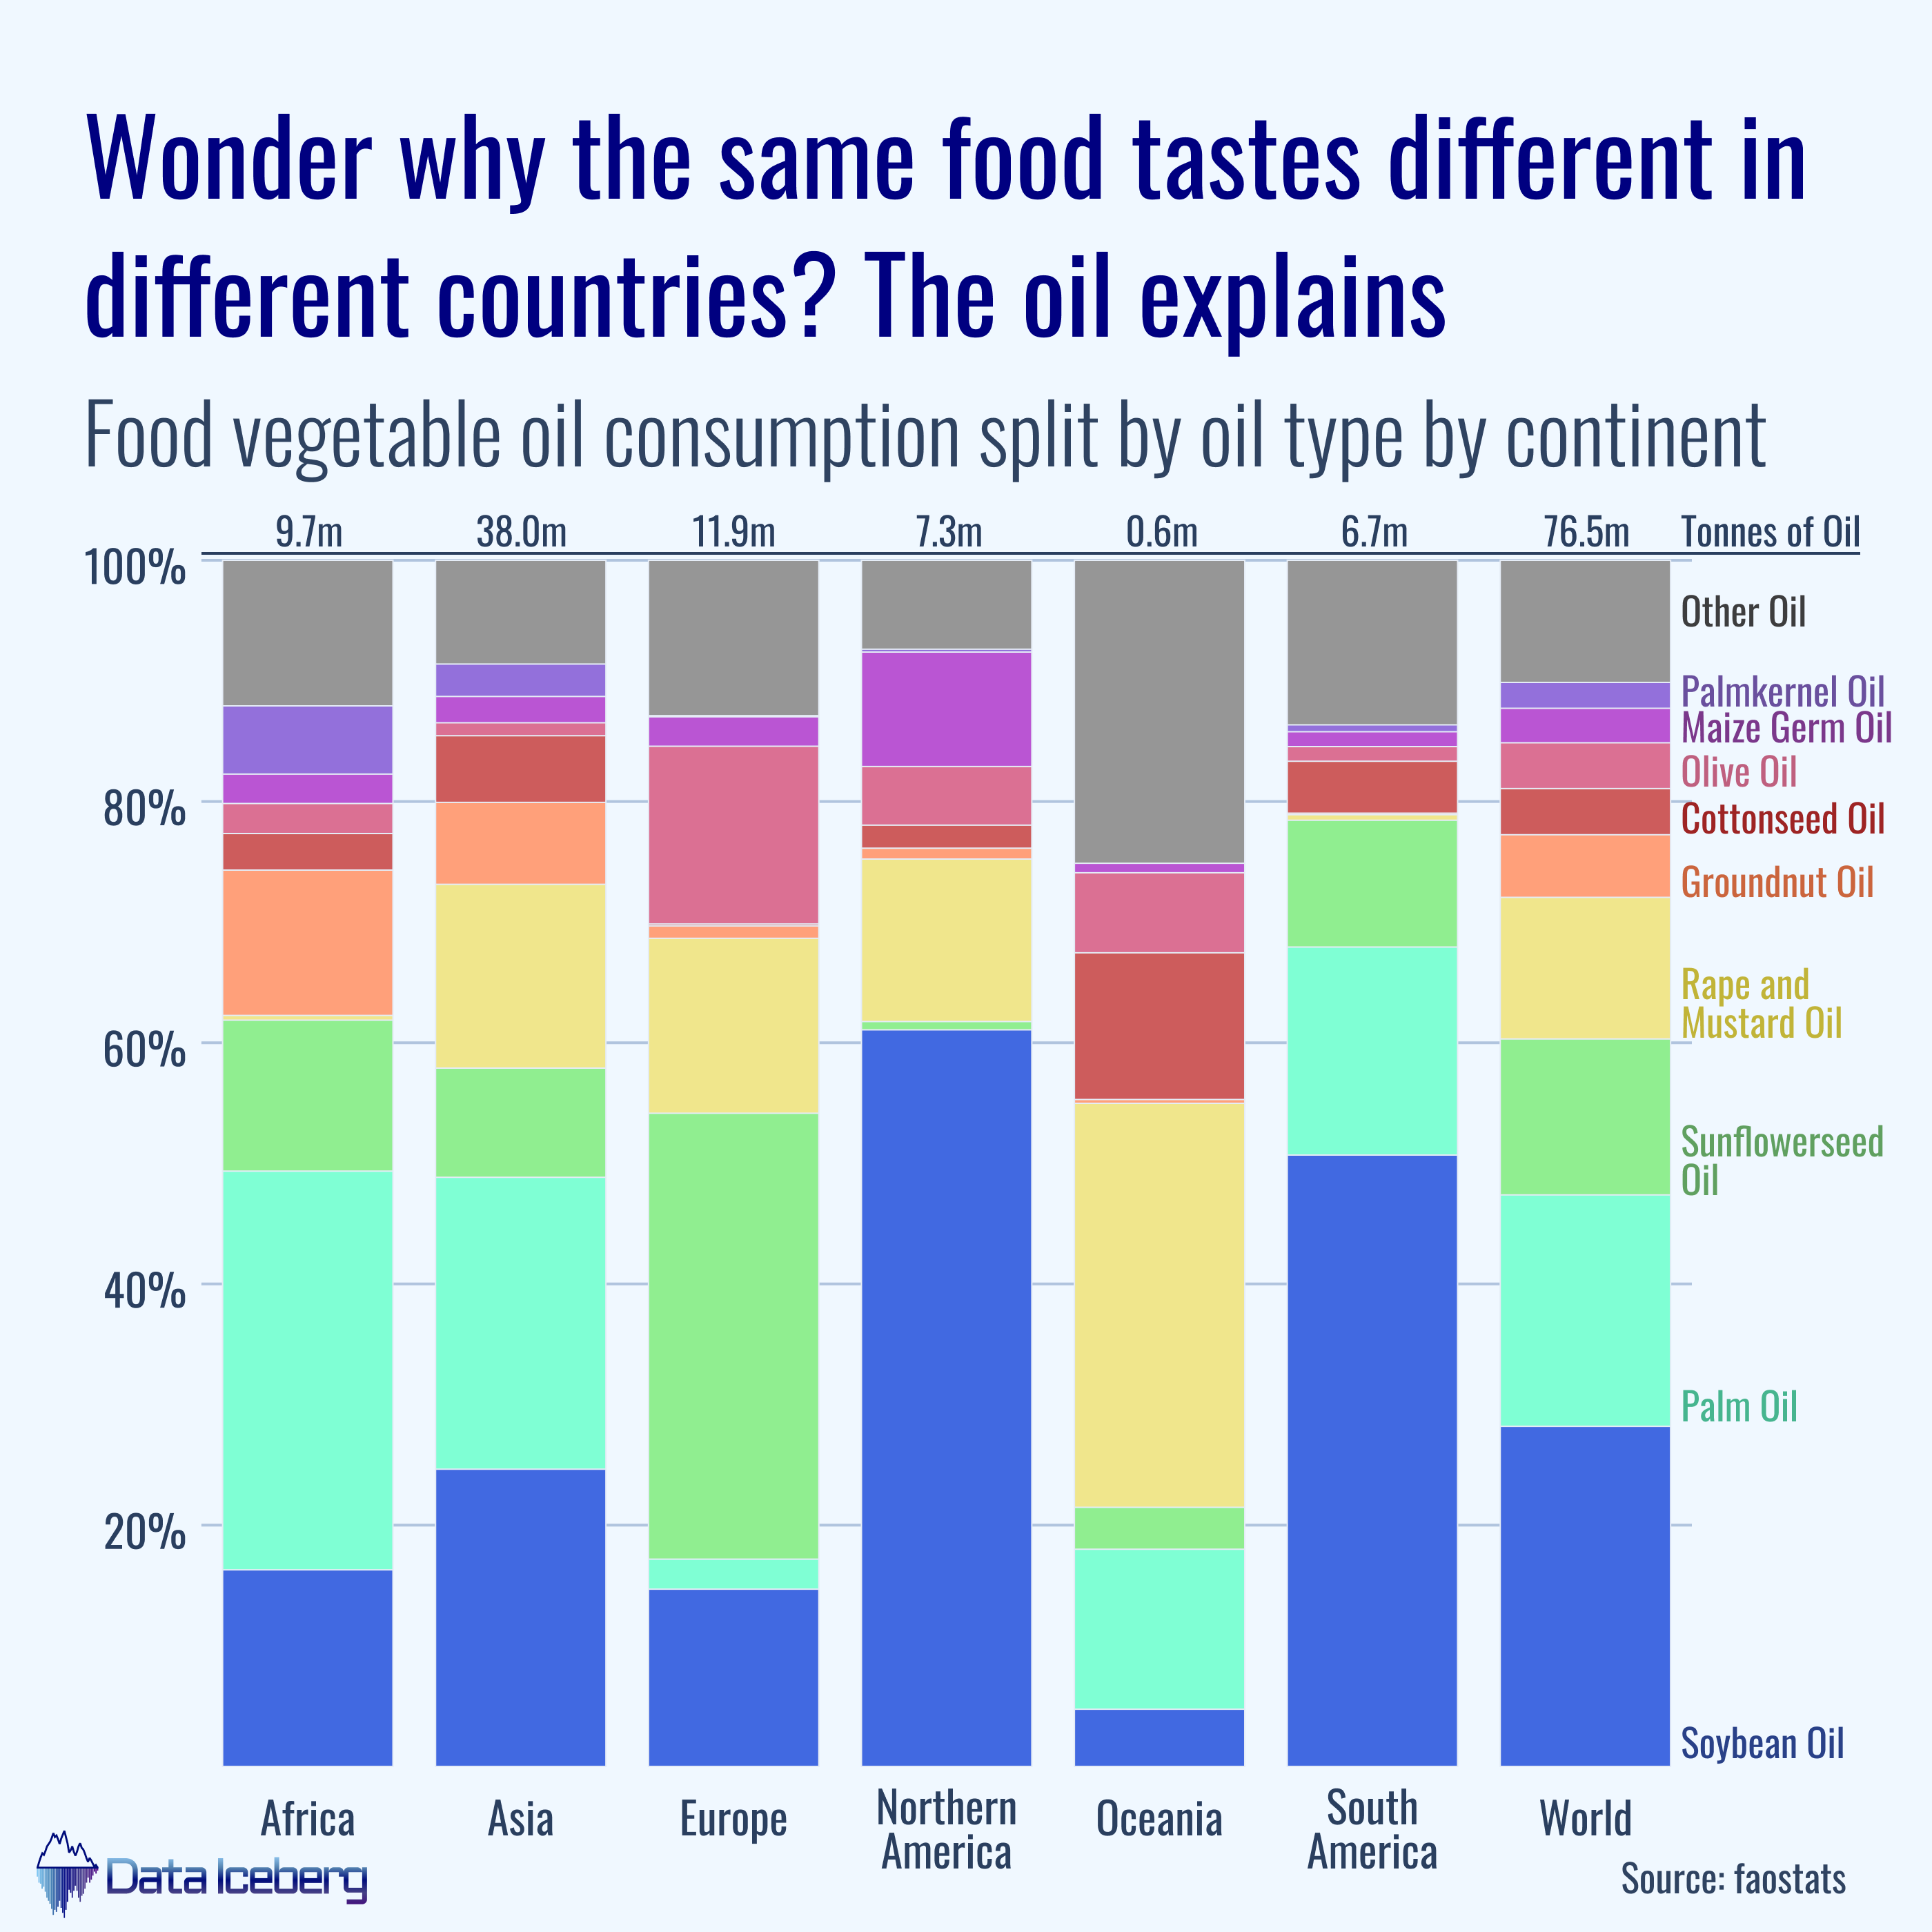 Wonder why the same food tastes different in
different countries? The oil explains
Food vegetable oil consumption split by oil type by continent
9.7m 38.0m 11.9m 7.3m 0.6m 6.7m 76.5m Tonnes of Oil
100%
80%
60%
40%
20%
Other Oil
Palmkernel Oil
Maize Germ Oil
Olive Oil
Cottonseed Oil
Groundnut Oil
Rape and
Mustard Oil
Sunflowerseed
Oil
Palm Oil
Soybean Oil
Africa
Asia
Europe
Northern
America
Oceania
South
America
World
Data Iceberg
Source: faostats